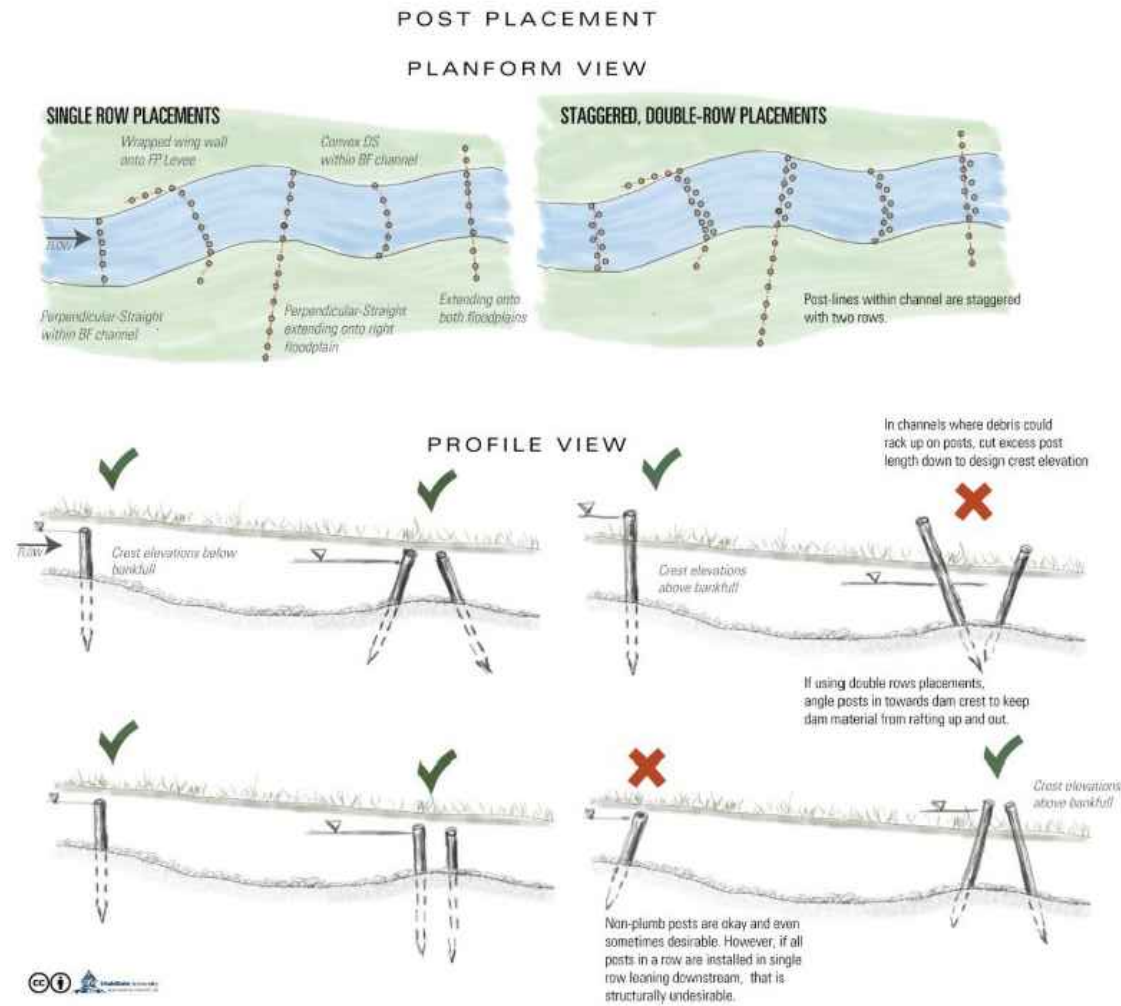 POST PLACEMENT
PLANFORM VIEW
SINGLE ROW PLACEMENTS
Wrapped wing wall
onto FP Levee
Convex DS
within BF channel
FLOW
Perpendicular-Straight
within BF channel
Perpendicular-Straight
extending onto right
floodplain
Extending onto
both floodplains
STAGGERED, DOUBLE-ROW PLACEMENTS
FLOW
Post-lines within channel are staggered
with two rows.
PROFILE VIEW
In channels where debris could
rack up on posts, cut excess post
length down to design crest elevation
FLOW
Crest elevations below
bankfull
Crest elevations
above bankfull
If using double rows placements,
angle posts in towards dam crest to keep
dam material from rafting up and out.
Crest elevations
above bankfull
Non-plumb posts are okay and even
sometimes desirable. However, if all
posts in a row are installed in single
row leaning downstream, that is
structurally undesirable.
cc